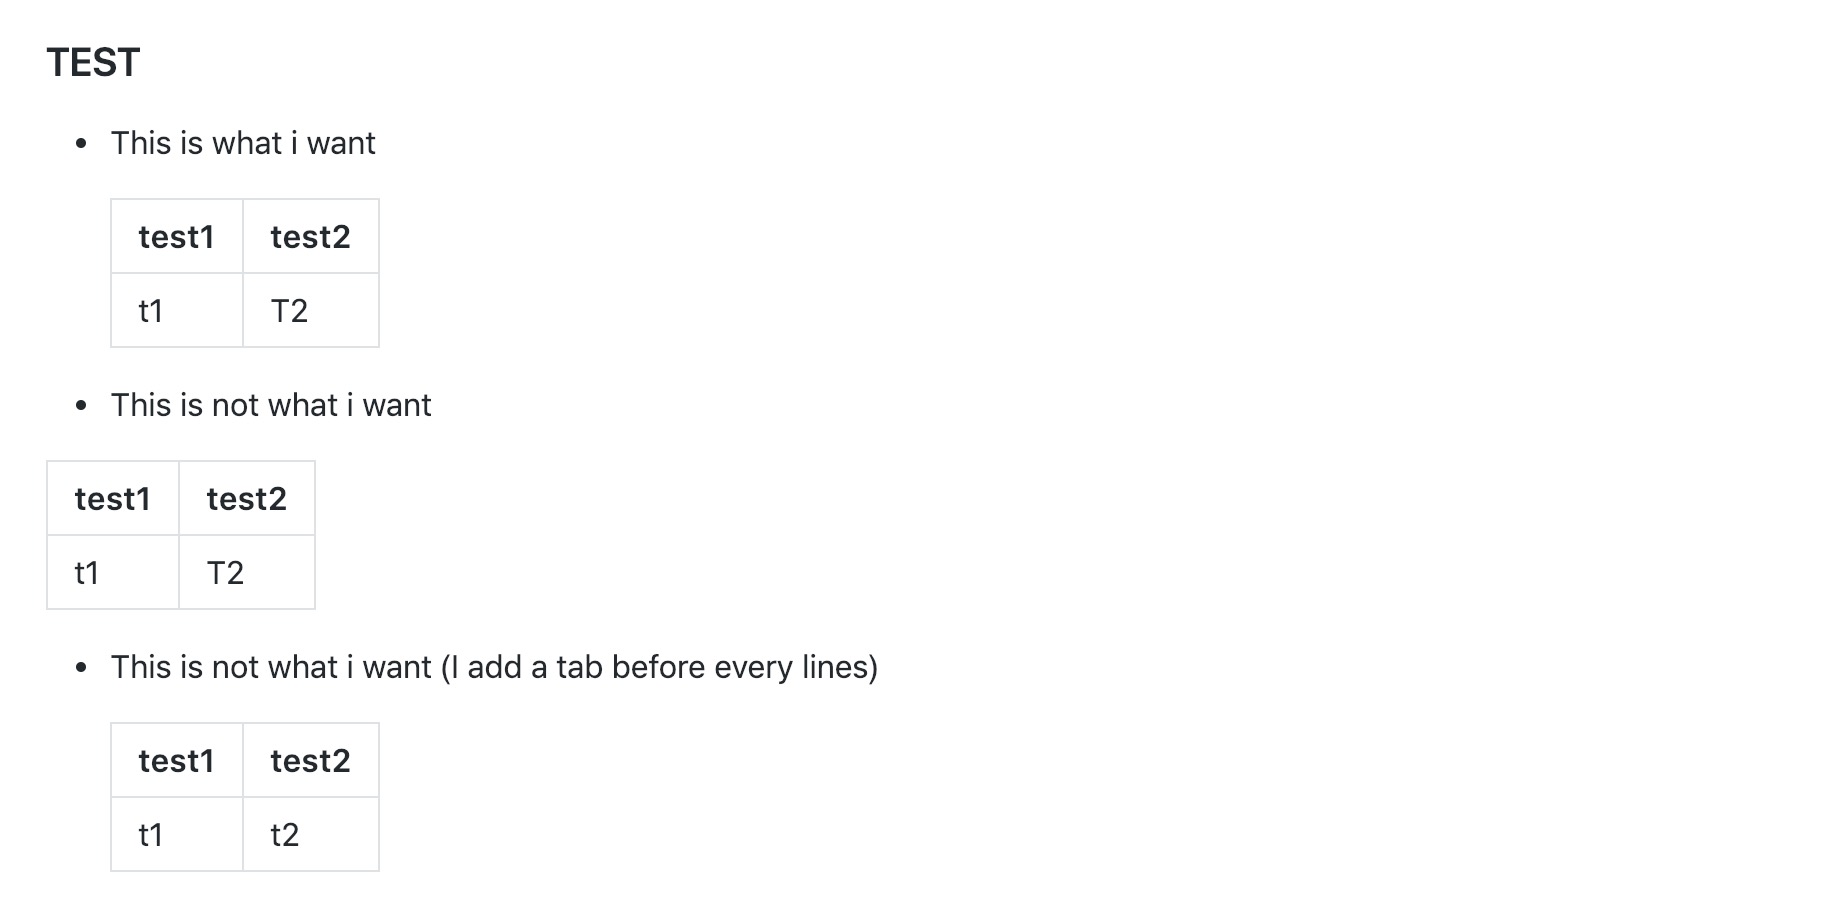 TEST
This is what i want
test1 test2
t1 T2
This is not what i want
test1 test2
t1 T2
This is not what i want (I add a tab before every lines)
test1 test2
t1 t2